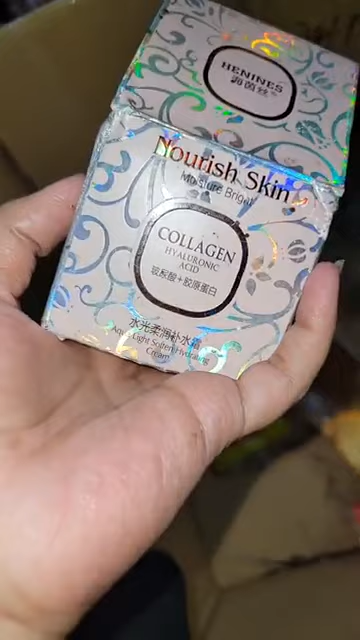 HENINES
Nourish Skin
Moisture Bright
COLLAGEN
HYALURONIC
ACID
玻尿酸+胶原蛋白
水光柔润补水霜
Aqua Light Soften Hydrating
Cream